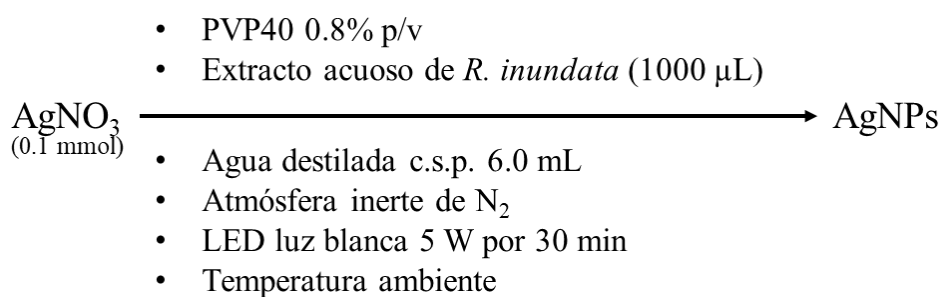 • PVP40 0.8% p/v
• Extracto acuoso de R. inundata (1000 µL)
AgNO₃
(0.1 mmol)
AgNPs
• Agua destilada c.s.p. 6.0 mL
• Atmósfera inerte de N₂
• LED luz blanca 5 W por 30 min
• Temperatura ambiente